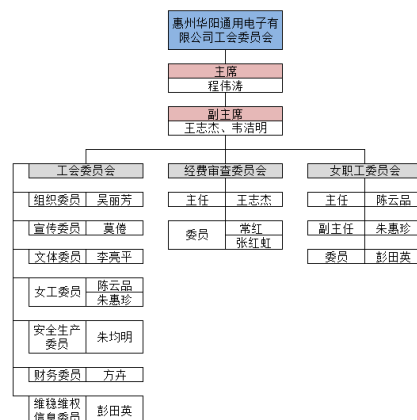 惠州华阳通用电子有
限公司工会委员会
主席
程伟涛
副主席
王志杰、韦洁明
工会委员会
组织委员 吴丽芳
宣传委员 莫倦
文体委员 李亮平
女工委员 陈云品
朱惠珍
安全生产
委员 朱均明
财务委员 方卉
维稳维权
信息委员 彭田英
经费审查委员会
主任 王志杰
委员 常红
张红虹
女职工委员会
主任 陈云品
副主任 朱惠珍
委员 彭田英